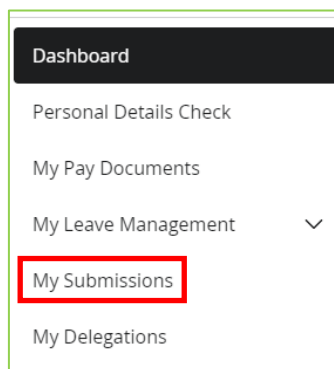 Dashboard
Personal Details Check
My Pay Documents
My Leave Management
My Submissions
My Delegations